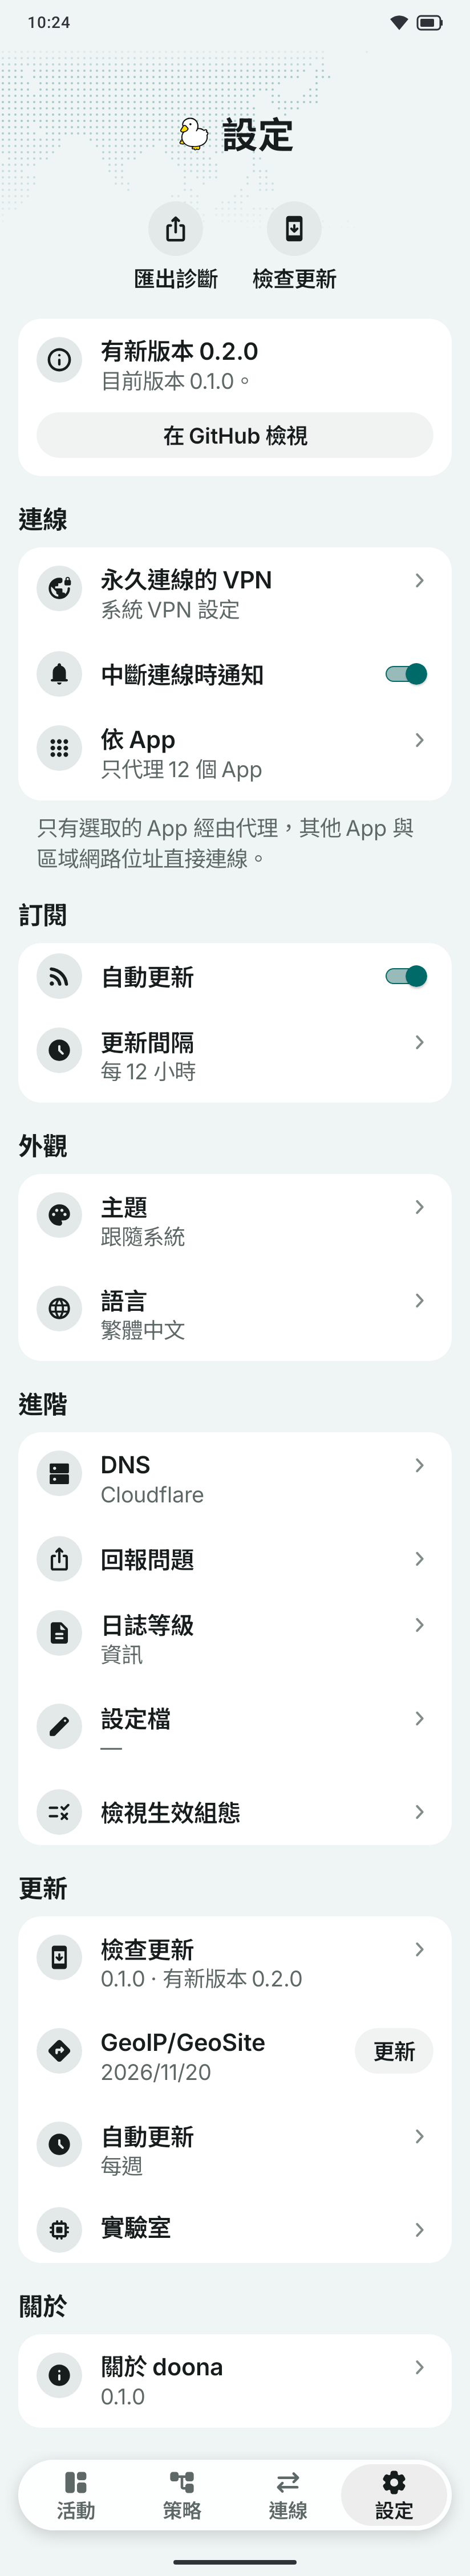 10:24
設定
匯出診斷
檢查更新
有新版本 0.2.0
目前版本 0.1.0。
在 GitHub 檢視
連線
永久連線的 VPN
系統 VPN 設定
中斷連線時通知
依 App
只代理 12 個 App
只有選取的 App 經由代理，其他 App 與
區域網路位址直接連線。
訂閱
自動更新
更新間隔
每 12 小時
外觀
主題
跟隨系統
語言
繁體中文
進階
DNS
Cloudflare
回報問題
日誌等級
資訊
設定檔
—
檢視生效組態
更新
檢查更新
0.1.0 · 有新版本 0.2.0
GeoIP/GeoSite
2026/11/20
更新
自動更新
每週
實驗室
關於
關於 doona
0.1.0
活動
策略
連線
設定